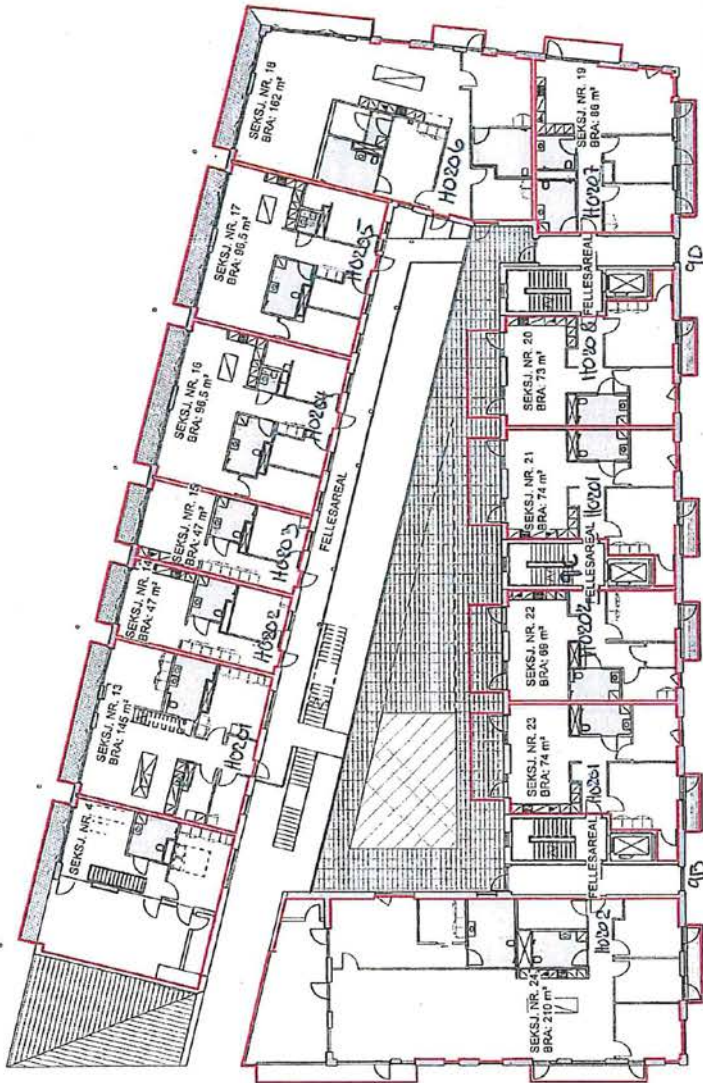 SEKSJ. NR. 18
BRA: 162 m²
H0206
SEKSJ. NR. 19
BRA: 86 m²
H0207
SEKSJ. NR. 17
BRA: 96,5 m²
H0205
FELLESAREAL
9D
SEKSJ. NR. 16
BRA: 96,5 m²
H0204
SEKSJ. NR. 20
BRA: 73 m²
H0208
SEKSJ. NR. 15
BRA: 47 m²
H0203
FELLESAREAL
SEKSJ. NR. 21
BRA: 74 m²
H0201
SEKSJ. NR. 14
BRA: 47 m²
H0202
FELLESAREAL
9C
SEKSJ. NR. 13
BRA: 145 m²
H0201
SEKSJ. NR. 22
BRA: 69 m²
H0202
SEKSJ. NR. 4
SEKSJ. NR. 23
BRA: 74 m²
H0201
FELLESAREAL
9B
SEKSJ. NR. 24
BRA: 210 m²
H0202